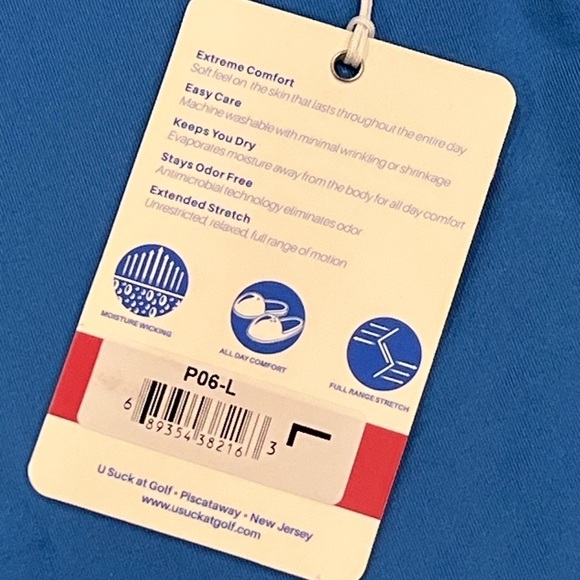 Extreme Comfort
Soft feel on the skin that lasts throughout the entire day
Easy Care
Machine washable with minimal wrinkling or shrinkage
Keeps You Dry
Evaporates moisture away from the body for all day comfort
Stays Odor Free
Antimicrobial technology eliminates odor
Extended Stretch
Unrestricted, relaxed, full range of motion
MOISTURE WICKING
ALL DAY COMFORT
FULL RANGE STRETCH
P06-L
6 89354 38216 3
L
U Suck at Golf • Piscataway • New Jersey
www.usuckatgolf.com